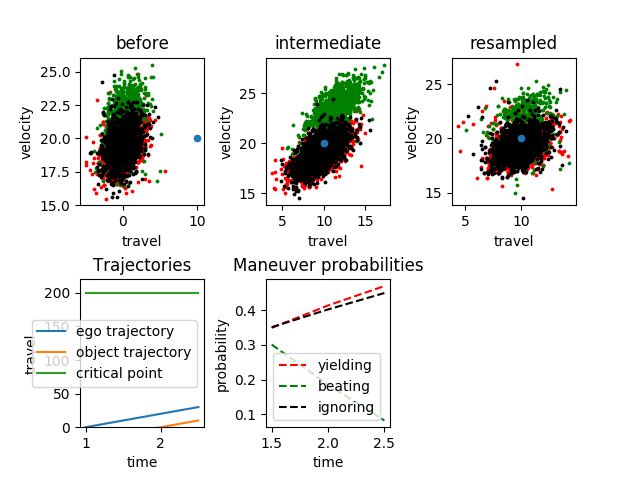 before
intermediate
resampled
25.0
22.5
20.0
17.5
15.0
velocity
0
10
travel
25
20
15
velocity
5
10
15
travel
25
20
15
velocity
5
10
travel
Trajectories
Maneuver probabilities
200
150
100
50
0
travel
ego trajectory
object trajectory
critical point
1
2
time
0.4
0.3
0.2
0.1
probability
yielding
beating
ignoring
1.5
2.0
2.5
time